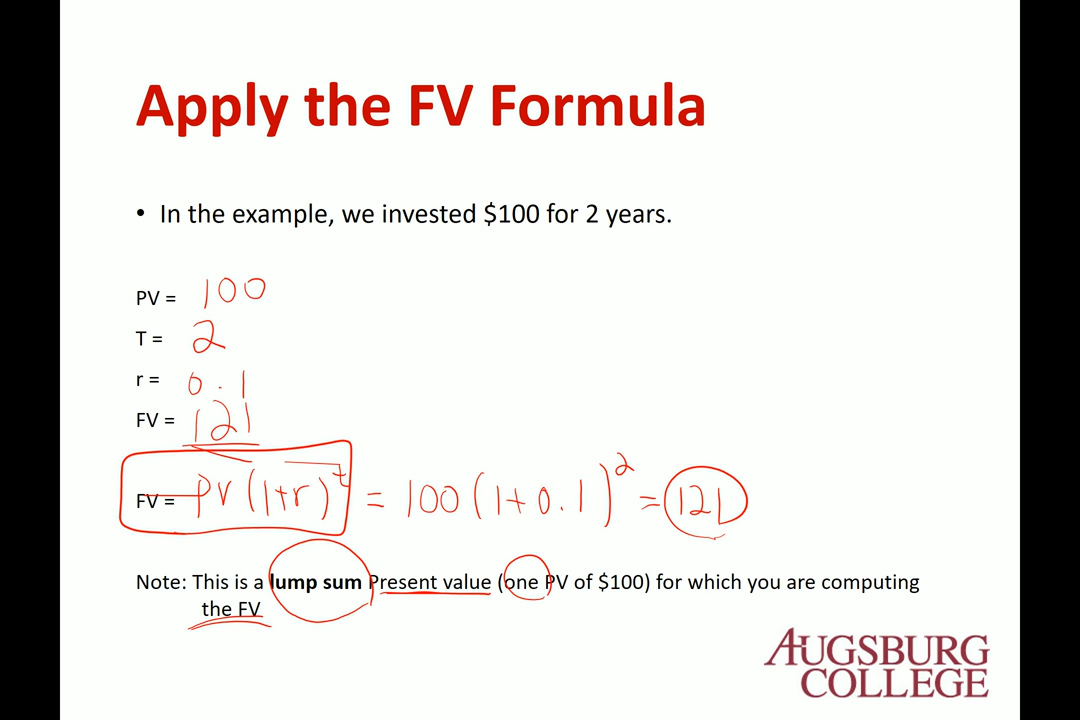 Apply the FV Formula
• In the example, we invested $100 for 2 years.
PV = 100
T = 2
r = 0.1
FV = 121
FV = PV (1+r)^t = 100 (1+0.1)^2 = 121
Note: This is a lump sum Present value (one PV of $100) for which you are computing
the FV
AUGSBURG
COLLEGE